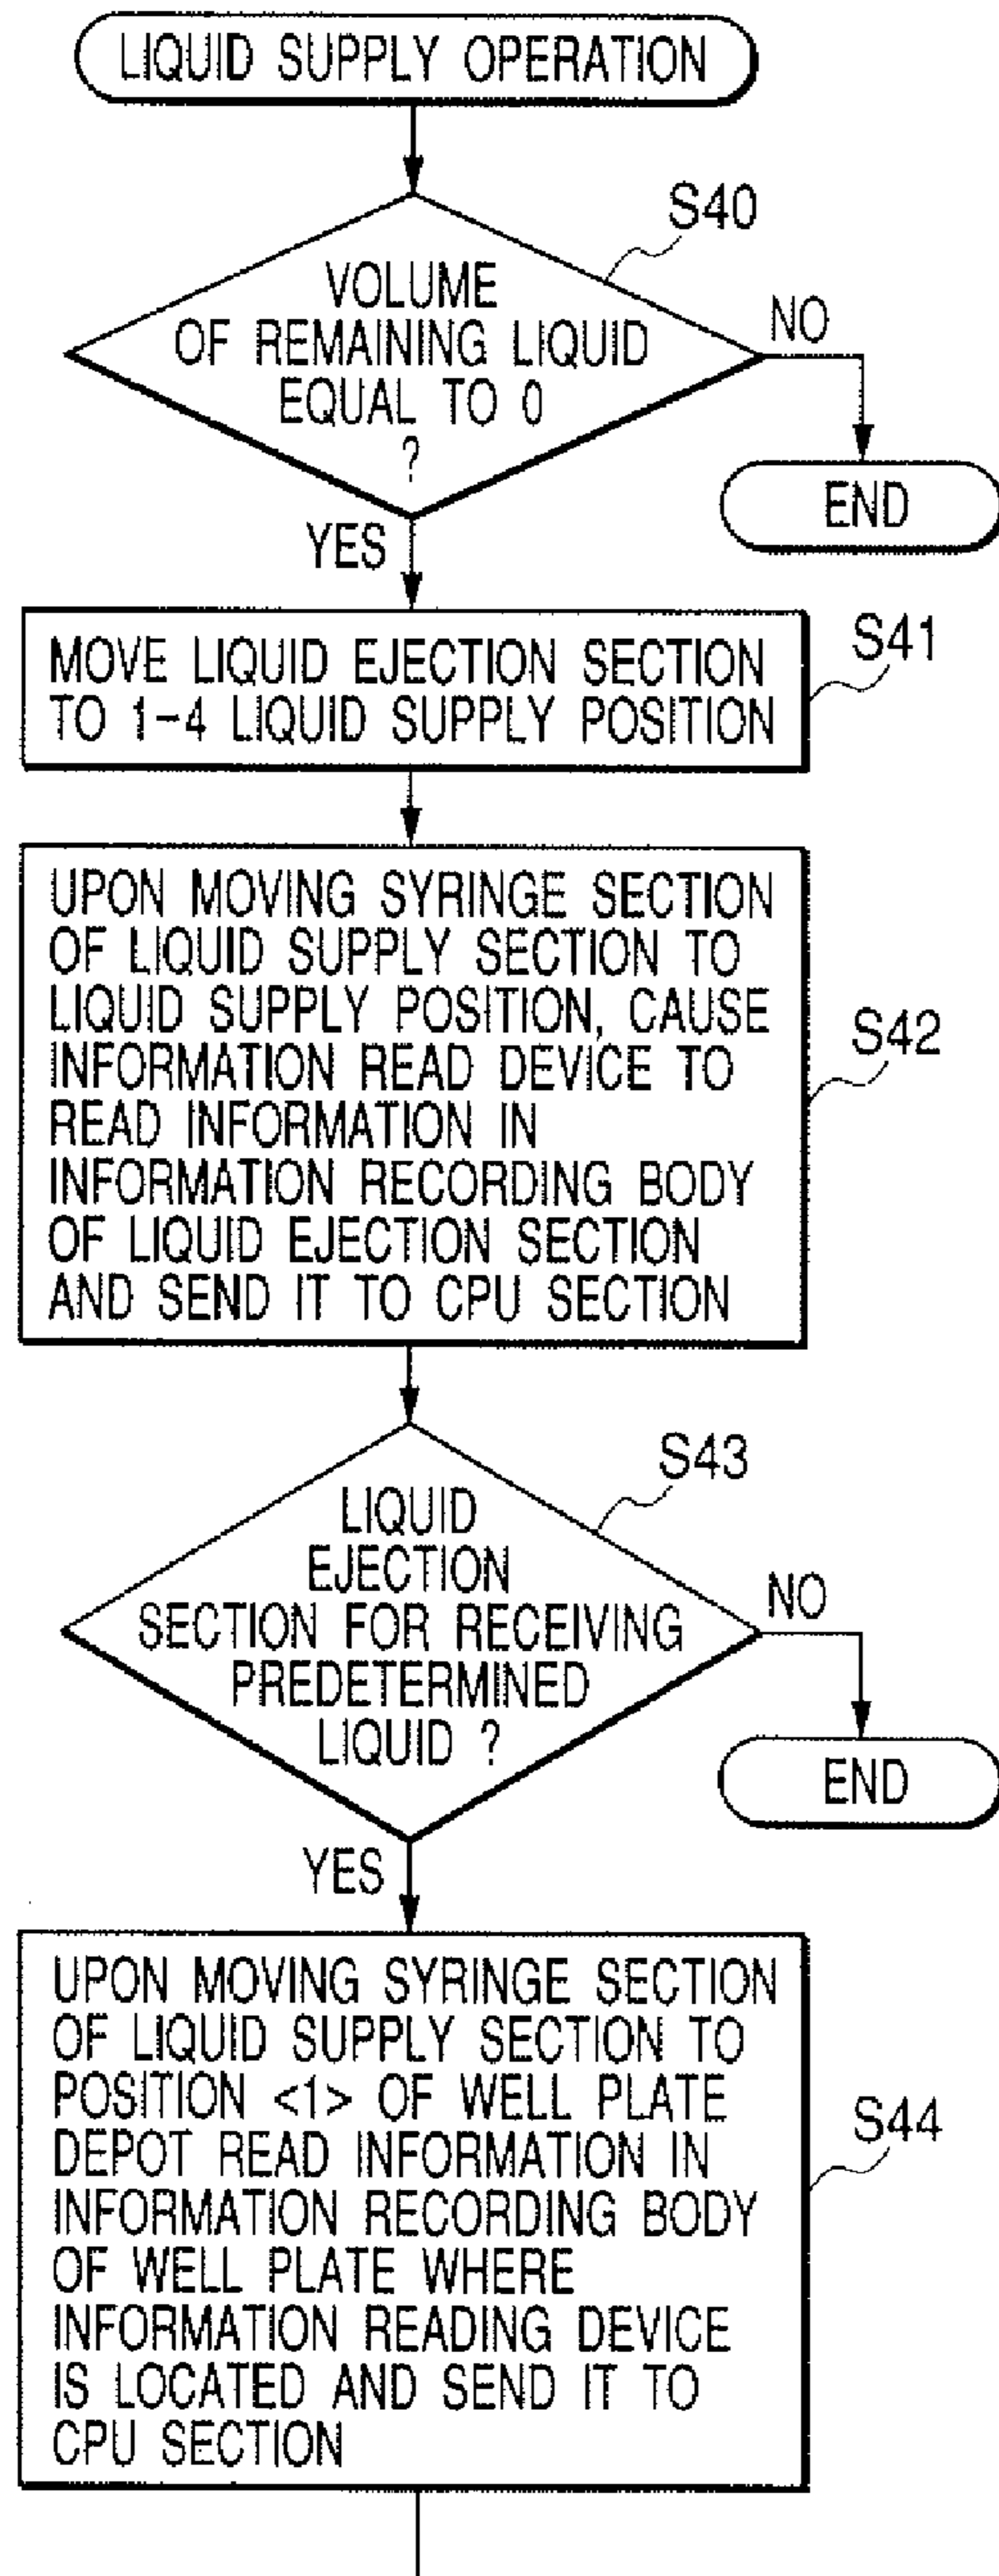 LIQUID SUPPLY OPERATION
S40
VOLUME
OF REMAINING LIQUID
EQUAL TO 0
?
NO
END
YES
S41
MOVE LIQUID EJECTION SECTION
TO 1-4 LIQUID SUPPLY POSITION
UPON MOVING SYRINGE SECTION
OF LIQUID SUPPLY SECTION TO
LIQUID SUPPLY POSITION, CAUSE
INFORMATION READ DEVICE TO
READ INFORMATION IN
INFORMATION RECORDING BODY
OF LIQUID EJECTION SECTION
AND SEND IT TO CPU SECTION
S42
S43
LIQUID
EJECTION
SECTION FOR RECEIVING
PREDETERMINED
LIQUID ?
NO
END
YES
UPON MOVING SYRINGE SECTION
OF LIQUID SUPPLY SECTION TO
POSITION <1> OF WELL PLATE
DEPOT READ INFORMATION IN
INFORMATION RECORDING BODY
OF WELL PLATE WHERE
INFORMATION READING DEVICE
IS LOCATED AND SEND IT TO
CPU SECTION
S44